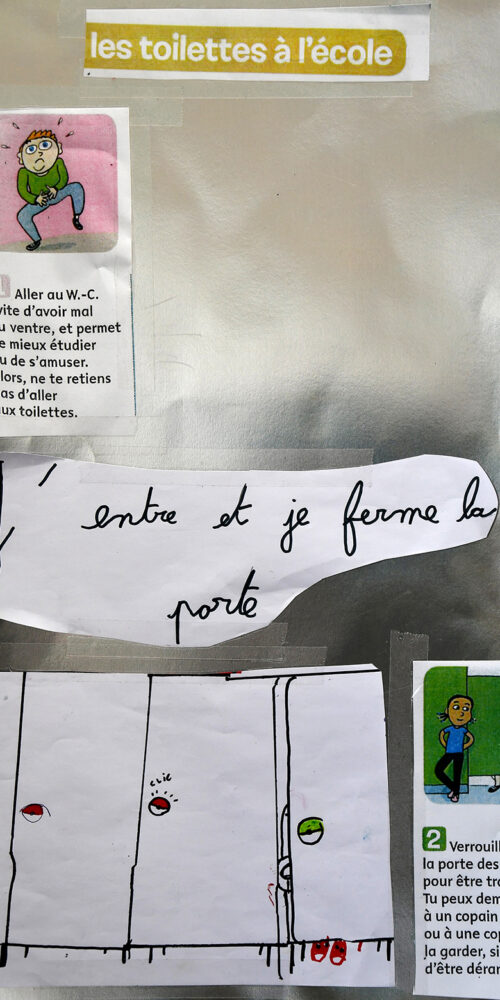 les toilettes à l'école
1 Aller au W.-C.
vite d'avoir mal
u ventre, et permet
e mieux étudier
u de s'amuser.
lors, ne te retiens
as d'aller
ux toilettes.
J' entre et je ferme la
porte
clic
2 Verrouill
la porte des
pour être tra
Tu peux dem
à un copain
ou à une cop
la garder, si
d'être déran